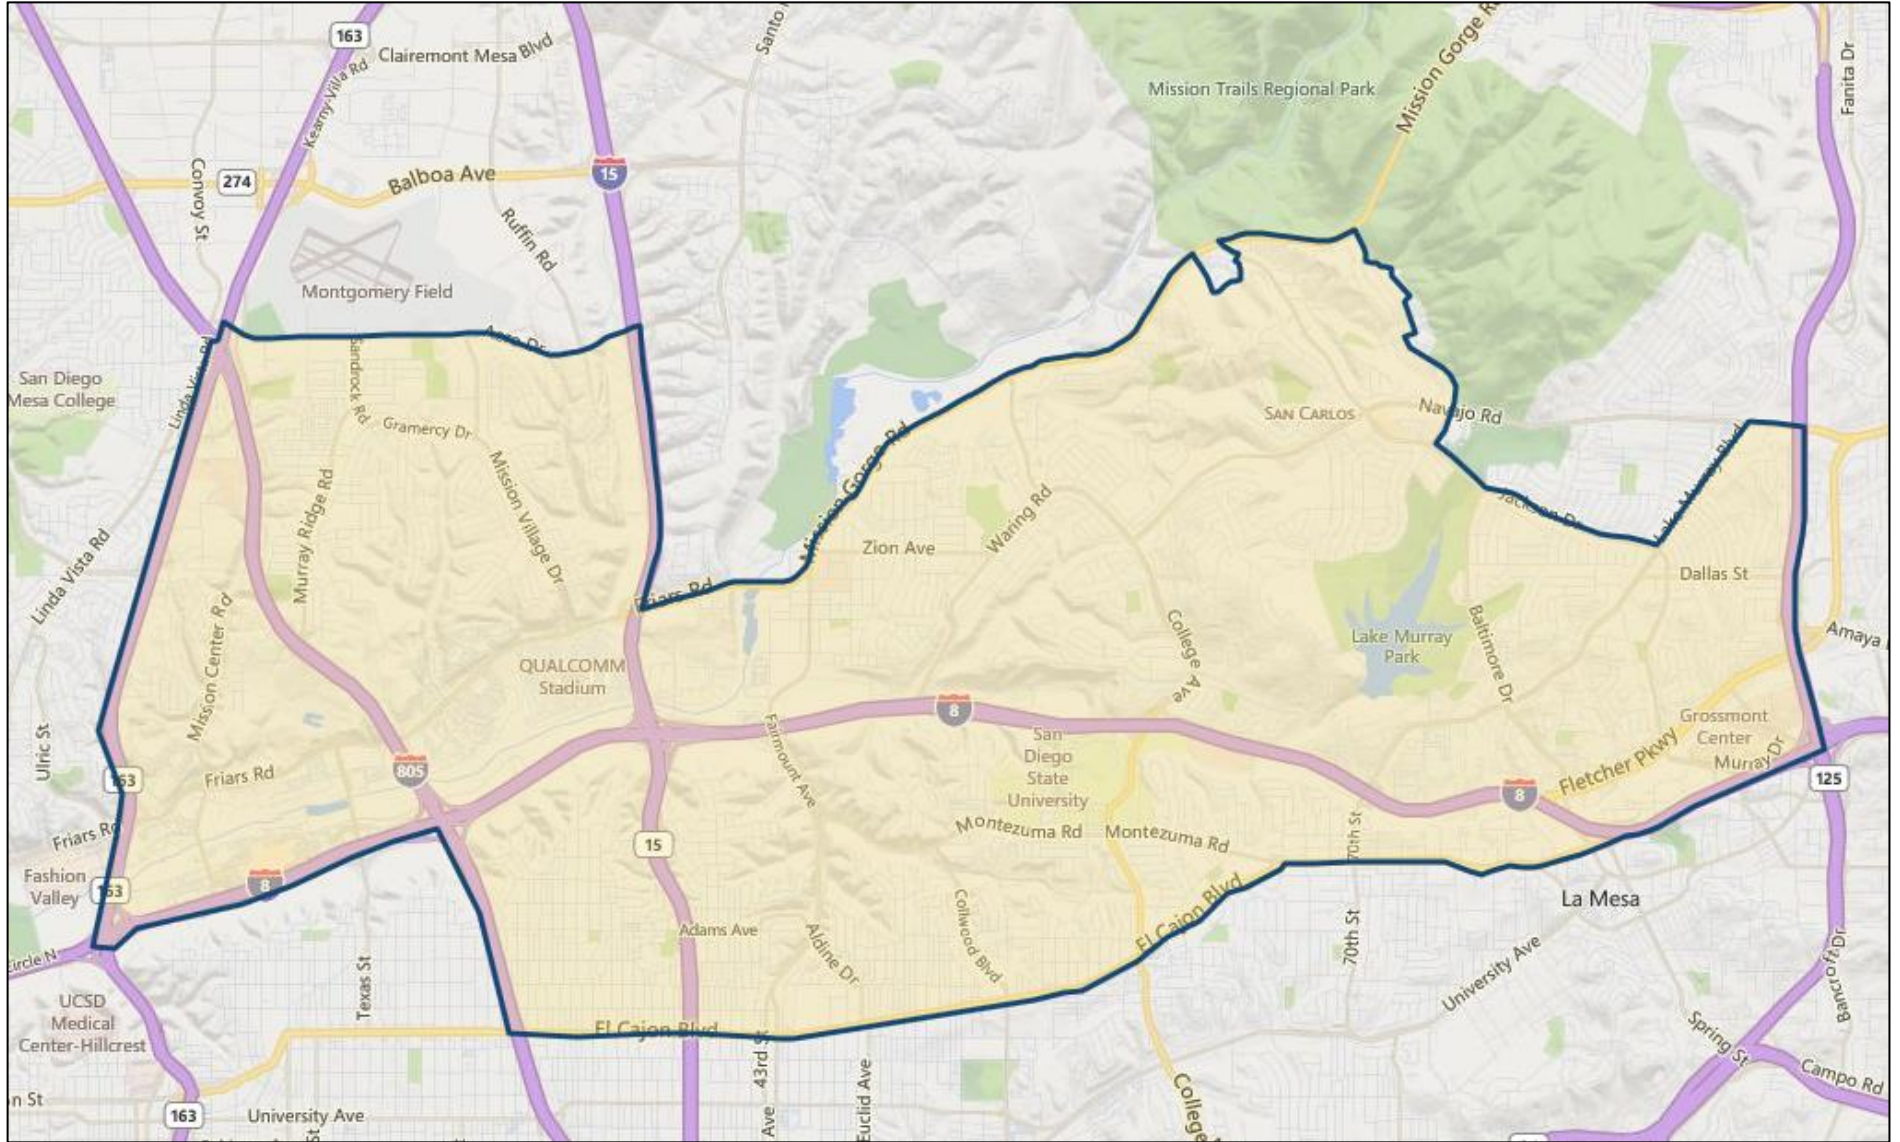 163
Clairemont Mesa Blvd
Kearny Villa Rd
Mission Gorge Rd
Fanita Dr
Mission Trails Regional Park
Convoy St
274
Balboa Ave
15
Ruffin Rd
Montgomery Field
Aero Dr
Linda Vista Rd
Sandrock Rd
San Diego
Mesa College
Gramercy Dr
SAN CARLOS
Navajo Rd
Mission Gorge Rd
Lake Murray Blvd
Mission Village Dr
Murray Ridge Rd
Waring Rd
Jackson Dr
Zion Ave
Linda Vista Rd
Dallas St
Friars Rd
Mission Center Rd
College Ave
Lake Murray
Park
Baltimore Dr
Amaya
QUALCOMM
Stadium
8
Ulric St
Fairmount Ave
San
Diego
State
University
Grossmont
Center
Murray Dr
Fletcher Pkwy
163
Friars Rd
805
8
125
Friars Rd
15
Montezuma Rd
Montezuma Rd
70th St
Fashion
Valley
163
8
El Cajon Blvd
La Mesa
Collwood Blvd
Adams Ave
Aldine Dr
70th St
University Ave
Bancroft Dr
ircle N
Texas St
UCSD
Medical
Center-Hillcrest
El Cajon Blvd
43rd St
Euclid Ave
Spring St
Campo Rd
n St
163
University Ave
St
Ave
College